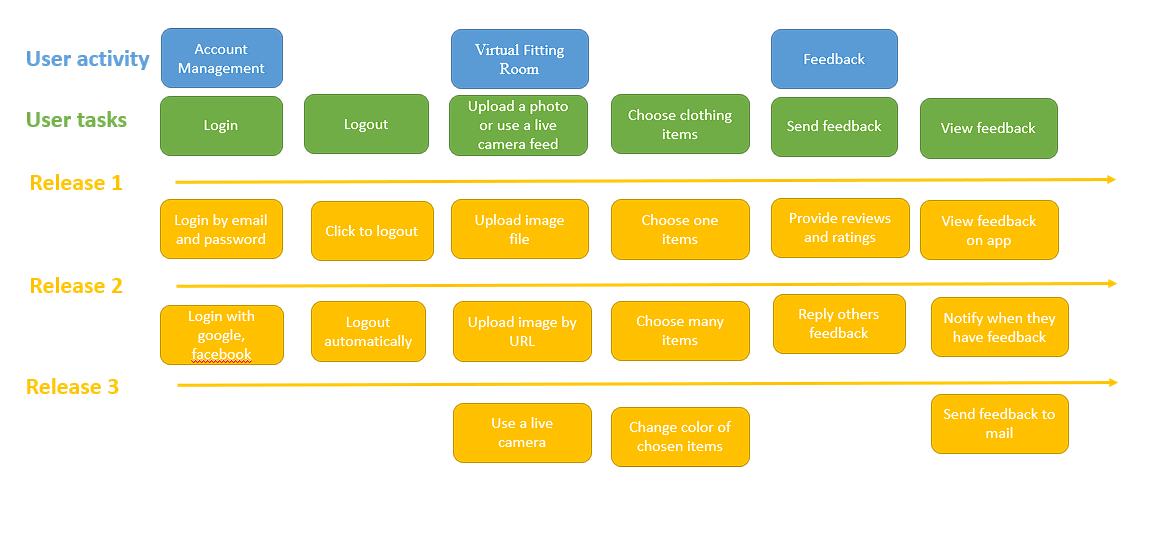 User activity
Account
Management
Virtual Fitting
Room
Feedback
User tasks
Login
Logout
Upload a photo
or use a live
camera feed
Choose clothing
items
Send feedback
View feedback
Release 1
Login by email
and password
Click to logout
Upload image
file
Choose one
items
Provide reviews
and ratings
View feedback
on app
Release 2
Login with
google,
facebook
Logout
automatically
Upload image by
URL
Choose many
items
Reply others
feedback
Notify when they
have feedback
Release 3
Use a live
camera
Change color of
chosen items
Send feedback to
mail